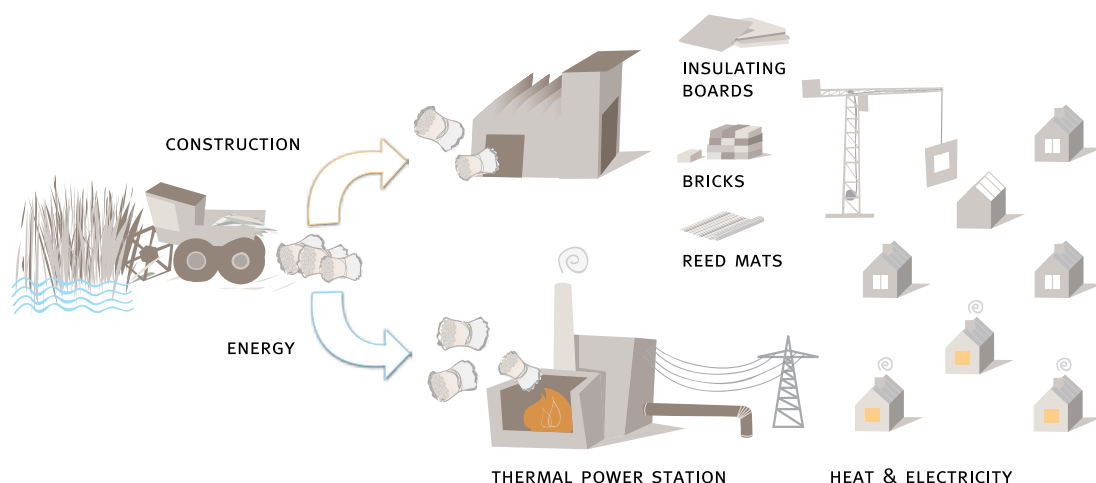 CONSTRUCTION
INSULATING
BOARDS
BRICKS
REED MATS
ENERGY
THERMAL POWER STATION
HEAT & ELECTRICITY